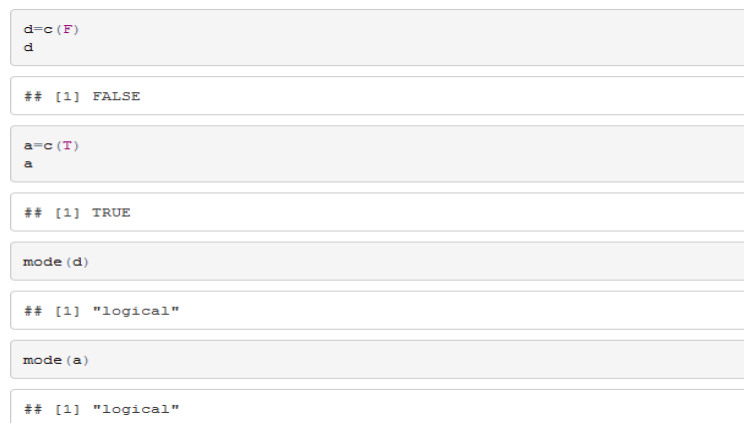 d=c(F)
d
## [1] FALSE
a=c(T)
a
## [1] TRUE
mode(d)
## [1] "logical"
mode(a)
## [1] "logical"